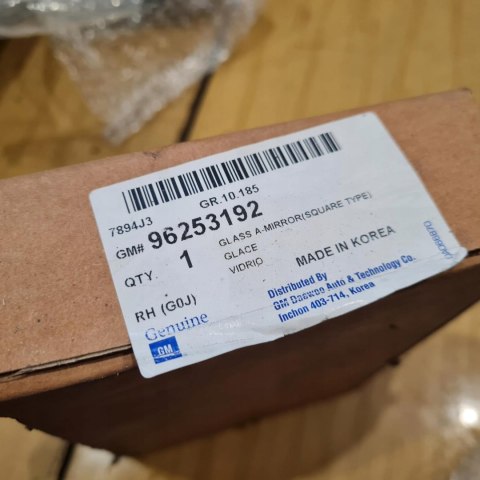 GR.10.185
7894J3
GM# 96253192
QTY. 1
GLASS A-MIRROR(SQUARE TYPE)
GLACE
VIDRIO
MADE IN KOREA
RH (G0J)
Distributed By
GM Daewoo Auto & Technology Co.
Inchon 403-714, Korea
Genuine
GM